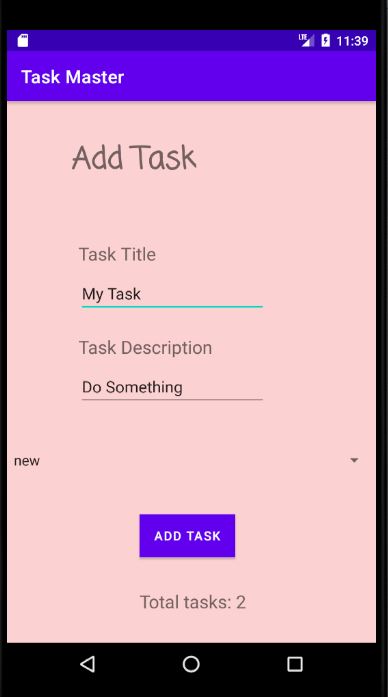 LTE 11:39
Task Master
Add Task
Task Title
My Task
Task Description
Do Something
new
ADD TASK
Total tasks: 2